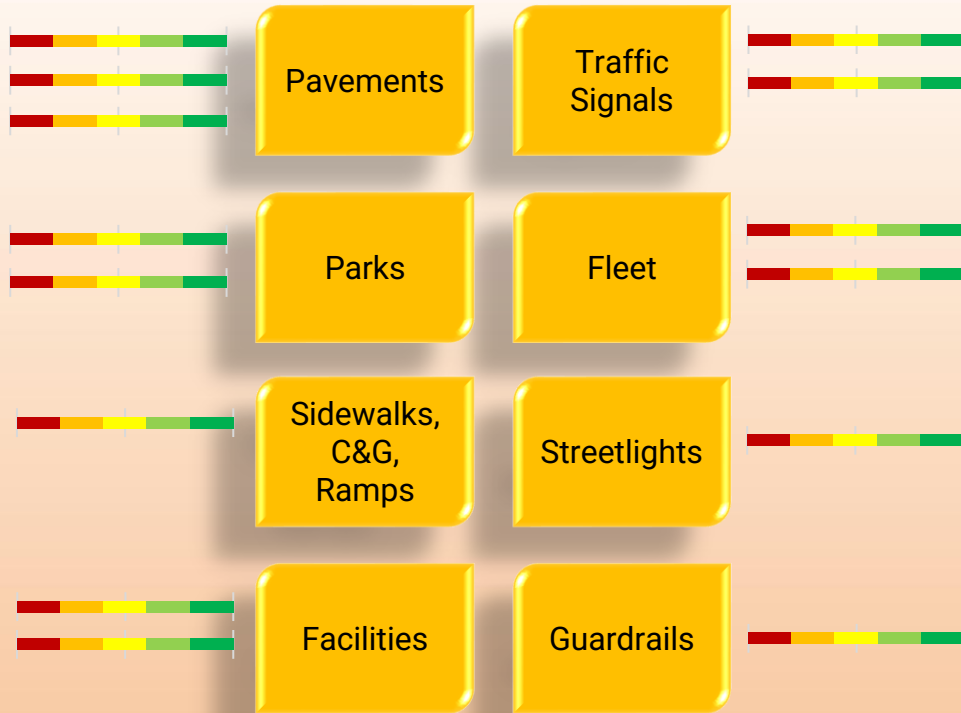 Pavements
Traffic
Signals
Parks
Fleet
Sidewalks,
C&G,
Ramps
Streetlights
Facilities
Guardrails